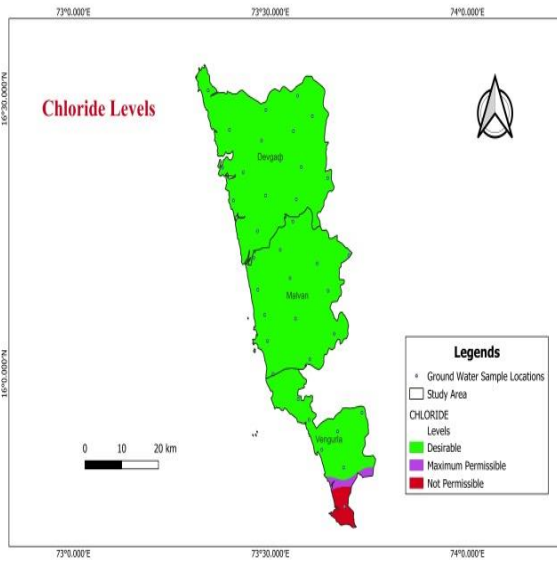 73°0.000'E 73°30.000'E 74°0.000'E
16°30.000'N
Chloride Levels
Devgad
Malvan
16°0.000'N
Legends
Ground Water Sample Locations
Study Area
CHLORIDE
Levels
Desirable
Maximum Permissible
Not Permissible
Vengurla
0 10 20 km
73°0.000'E 73°30.000'E 74°0.000'E